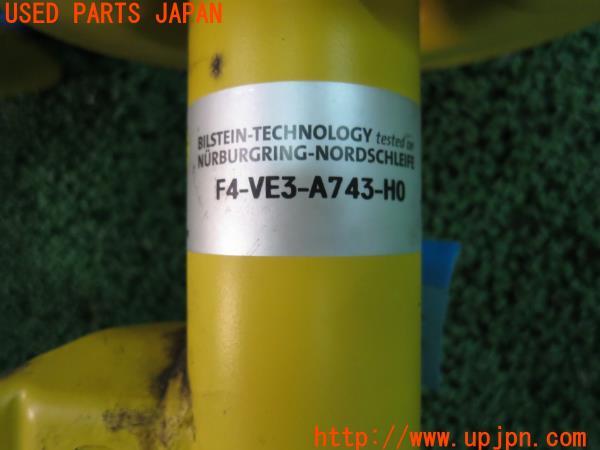 USED PARTS JAPAN
BILSTEIN-TECHNOLOGY tested on
NÜRBURGRING-NORDSCHLEIFE
F4-VE3-A743-H0
http://www.upjpn.com